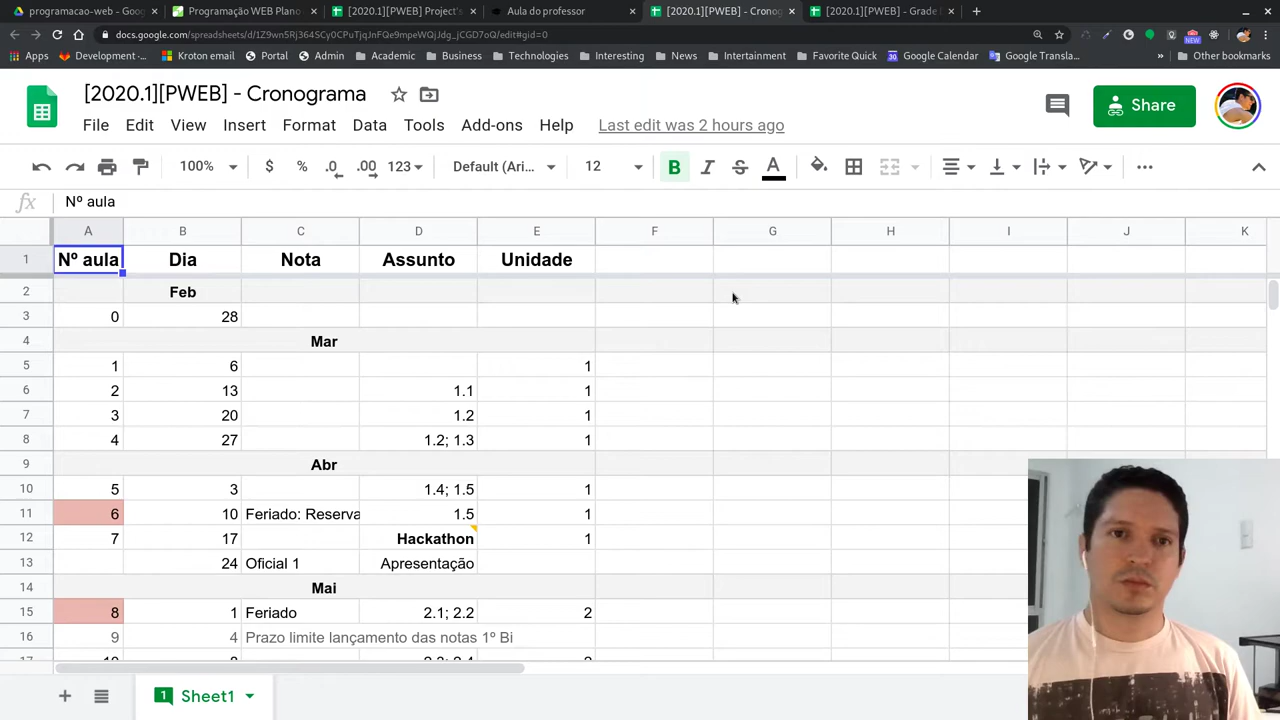 programacao-web - Goo
Programação WEB Plano
[2020.1][PWEB] Project
Aula do professor
[2020.1][PWEB] - Cronog
[2020.1][PWEB] - Grade
docs.google.com/spreadsheets/d/1Z9wn5Rj364SCy0CPuTjqJnFQe9mpeWQjJdg_jCGD7oQ/edit#gid=0
Apps
Development -...
Kroton email
Portal
Admin
Academic
Business
Technologies
Interesting
News
Intertainment
Favorite Quick
Google Calendar
Google Transla...
»
Other bookmarks
[2020.1][PWEB] - Cronograma
File Edit View Insert Format Data Tools Add-ons Help Last edit was 2 hours ago
Share
100% $ % .0 .00 123 Default (Ari... 12 B I S A
fx Nº aula
A B C D E F G H I J K
1 Nº aula Dia Nota Assunto Unidade
2 Feb
3 0 28
4 Mar
5 1 6 1
6 2 13 1.1 1
7 3 20 1.2 1
8 4 27 1.2; 1.3 1
9 Abr
10 5 3 1.4; 1.5 1
11 6 10 Feriado: Reserva 1.5 1
12 7 17 Hackathon 1
13 24 Oficial 1 Apresentação
14 Mai
15 8 1 Feriado 2.1; 2.2 2
16 9 4 Prazo limite lançamento das notas 1º Bi
1 Sheet1